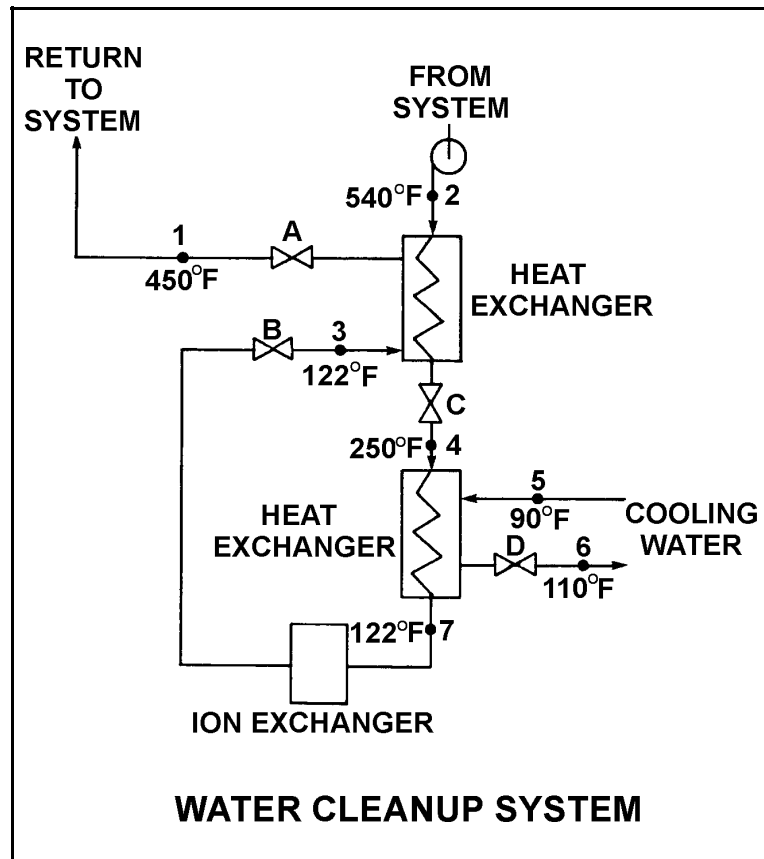 RETURN
TO
SYSTEM
FROM
SYSTEM
540°F
2
1
A
450°F
HEAT
EXCHANGER
B
3
122°F
C
250°F
4
HEAT
EXCHANGER
5
90°F
COOLING
WATER
D
6
110°F
122°F
7
ION EXCHANGER
WATER CLEANUP SYSTEM